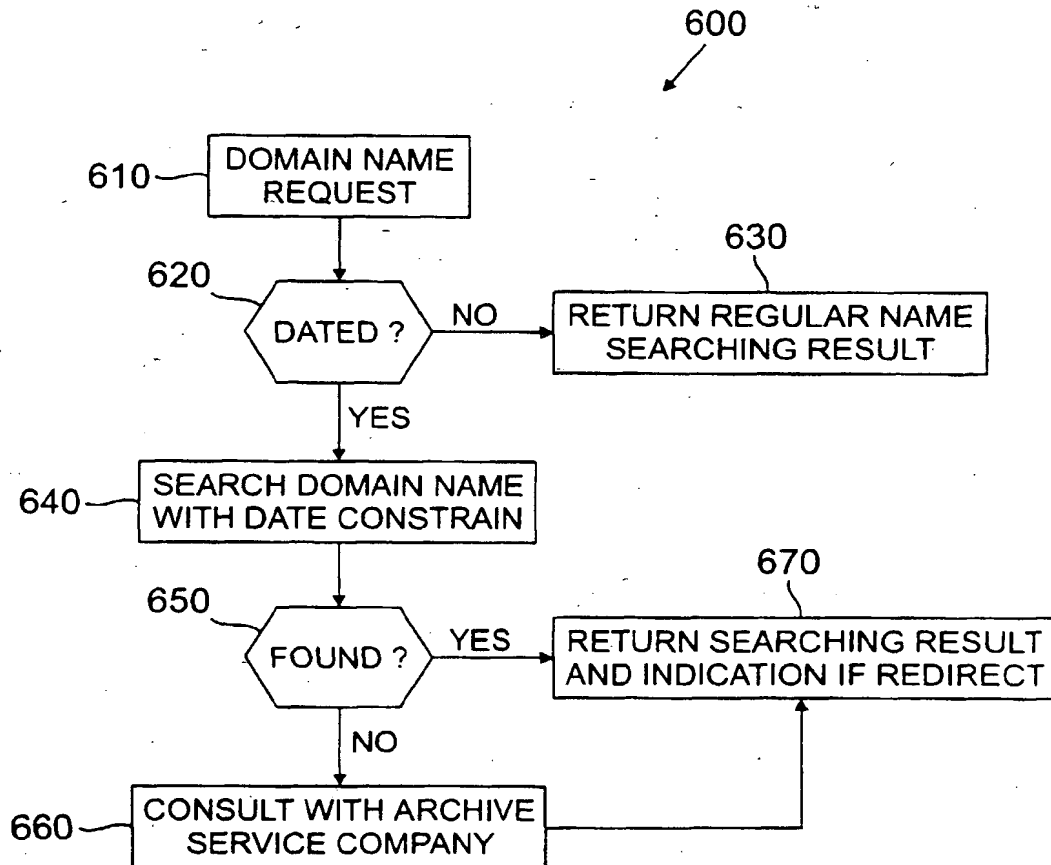 600
610
DOMAIN NAME
REQUEST
620
DATED ?
NO
630
RETURN REGULAR NAME
SEARCHING RESULT
YES
640
SEARCH DOMAIN NAME
WITH DATE CONSTRAIN
650
FOUND ?
YES
670
RETURN SEARCHING RESULT
AND INDICATION IF REDIRECT
NO
660
CONSULT WITH ARCHIVE
SERVICE COMPANY